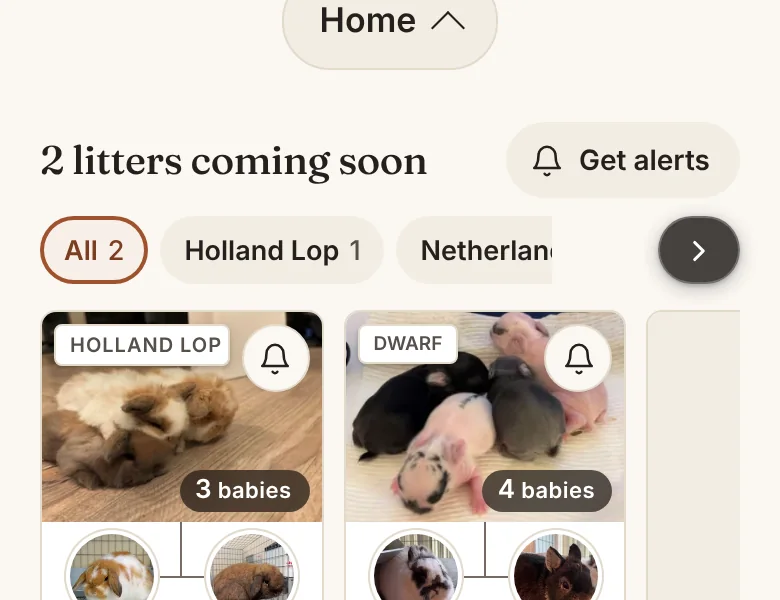 Home
2 litters coming soon
Get alerts
All 2
Holland Lop 1
HOLLAND LOP
DWARF
3 babies
4 babies